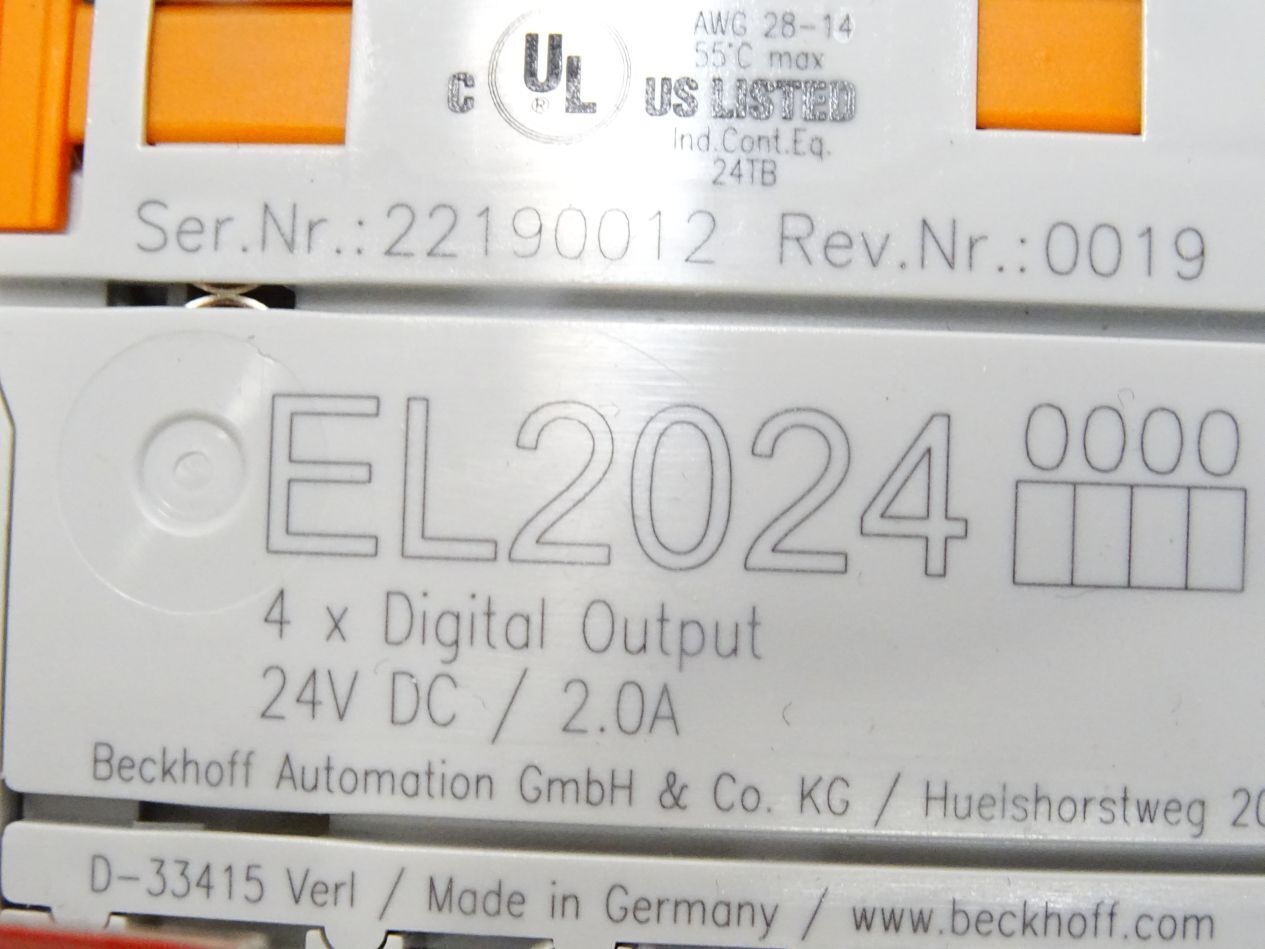 AWG 28-14
55°C max
C UL ® US LISTED
Ind.Cont.Eq.
24TB
Ser.Nr.:22190012 Rev.Nr.:0019
EL2024 0000
4 x Digital Output
24V DC / 2.0A
Beckhoff Automation GmbH & Co. KG / Huelshorstweg 20
D-33415 Verl / Made in Germany / www.beckhoff.com